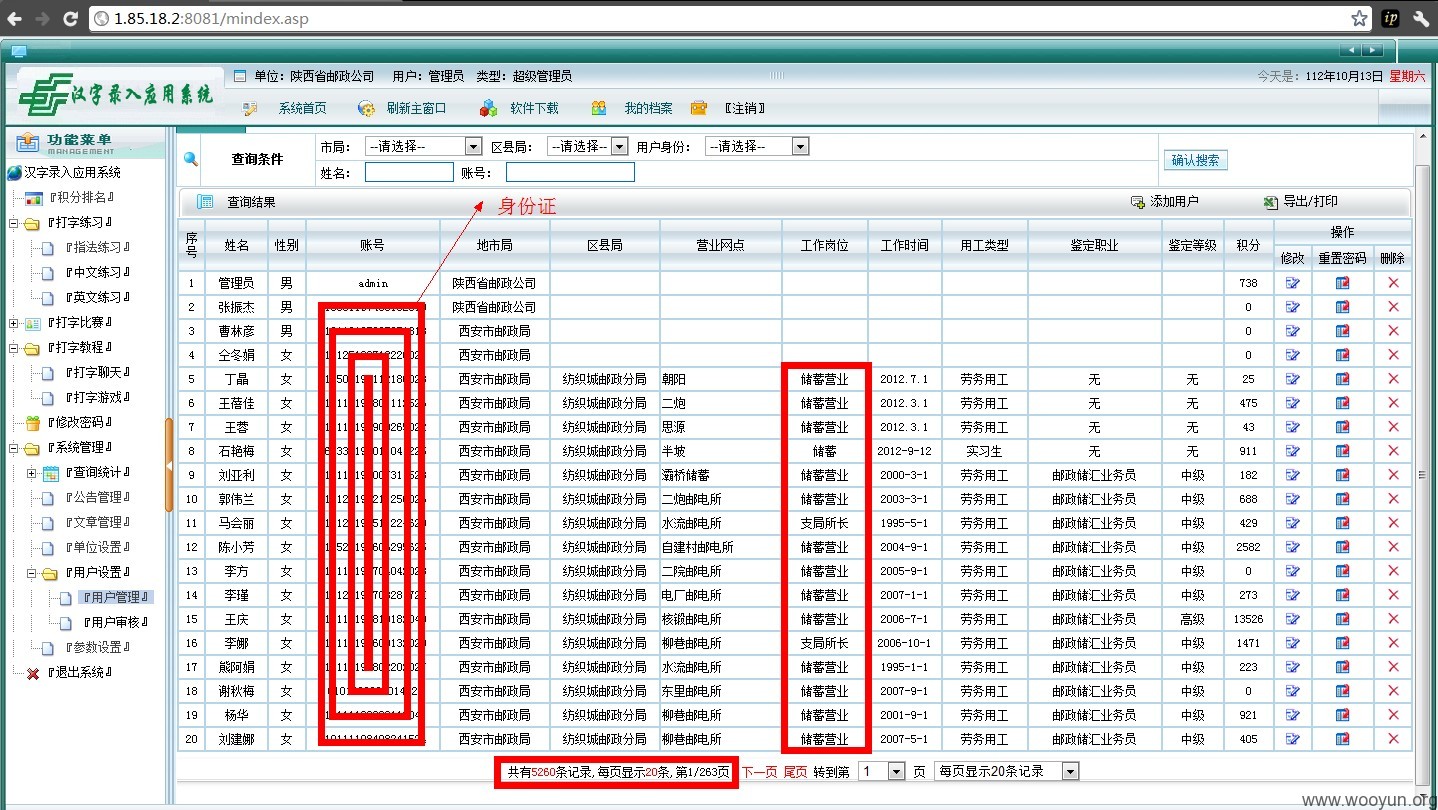 1.85.18.2:8081/mindex.asp
ip
单位：陕西省邮政公司 用户：管理员 类型：超级管理员
今天是：112年10月13日 星期六
汉字录入应用系统
系统首页 刷新主窗口 软件下载 我的档案 〖注销〗
功能菜单
MANAGEMENT
汉字录入应用系统
『积分排名』
『打字练习』
『指法练习』
『中文练习』
『英文练习』
『打字比赛』
『打字教程』
『打字聊天』
『打字游戏』
『修改密码』
『系统管理』
『查询统计』
『公告管理』
『文章管理』
『单位设置』
『用户设置』
『用户管理』
『用户审核』
『参数设置』
『退出系统』
查询条件
市局： --请选择-- 区县局： --请选择-- 用户身份： --请选择--
姓名： 账号：
确认搜索
查询结果
身份证
添加用户 导出/打印
序号 姓名 性别 账号 地市局 区县局 营业网点 工作岗位 工作时间 用工类型 鉴定职业 鉴定等级 积分 操作
修改 重置密码 删除
1 管理员 男 admin 陕西省邮政公司 738
2 张振杰 男 陕西省邮政公司 0
3 曹林彦 男 西安市邮政局 0
4 仝冬娟 女 西安市邮政局 0
5 丁晶 女 西安市邮政局 纺织城邮政分局 朝阳 储蓄营业 2012.7.1 劳务用工 无 无 25
6 王蓓佳 女 西安市邮政局 纺织城邮政分局 二炮 储蓄营业 2012.3.1 劳务用工 无 无 475
7 王蓉 女 西安市邮政局 纺织城邮政分局 思源 储蓄营业 2012.3.1 劳务用工 无 无 43
8 石艳梅 女 西安市邮政局 纺织城邮政分局 半坡 储蓄 2012-9-12 实习生 无 无 911
9 刘亚利 女 西安市邮政局 纺织城邮政分局 灞桥储蓄 储蓄营业 2000-3-1 劳务用工 邮政储汇业务员 中级 182
10 郭伟兰 女 西安市邮政局 纺织城邮政分局 二炮邮电所 储蓄营业 2003-3-1 劳务用工 邮政储汇业务员 中级 688
11 马会丽 女 西安市邮政局 纺织城邮政分局 水流邮电所 支局所长 1995-5-1 劳务用工 邮政储汇业务员 中级 429
12 陈小芳 女 西安市邮政局 纺织城邮政分局 自建村邮电所 储蓄营业 2004-9-1 劳务用工 邮政储汇业务员 中级 2582
13 李方 女 西安市邮政局 纺织城邮政分局 二院邮电所 储蓄营业 2005-9-1 劳务用工 邮政储汇业务员 中级 0
14 李瑾 女 西安市邮政局 纺织城邮政分局 电厂邮电所 储蓄营业 2007-1-1 劳务用工 邮政储汇业务员 中级 273
15 王庆 女 西安市邮政局 纺织城邮政分局 核锻邮电所 储蓄营业 2006-7-1 劳务用工 邮政储汇业务员 高级 13526
16 李娜 女 西安市邮政局 纺织城邮政分局 柳巷邮电所 支局所长 2006-10-1 劳务用工 邮政储汇业务员 中级 1471
17 熊阿娟 女 西安市邮政局 纺织城邮政分局 水流邮电所 储蓄营业 1995-1-1 劳务用工 邮政储汇业务员 中级 223
18 谢秋梅 女 西安市邮政局 纺织城邮政分局 东里邮电所 储蓄营业 2007-9-1 劳务用工 邮政储汇业务员 中级 0
19 杨华 女 西安市邮政局 纺织城邮政分局 柳巷邮电所 储蓄营业 2001-9-1 劳务用工 邮政储汇业务员 中级 921
20 刘建娜 女 西安市邮政局 纺织城邮政分局 柳巷邮电所 储蓄营业 2007-5-1 劳务用工 邮政储汇业务员 中级 405
共有5260条记录，每页显示20条，第1/263页 下一页 尾页 转到第 1 页 每页显示20条记录
www.wooyun.org